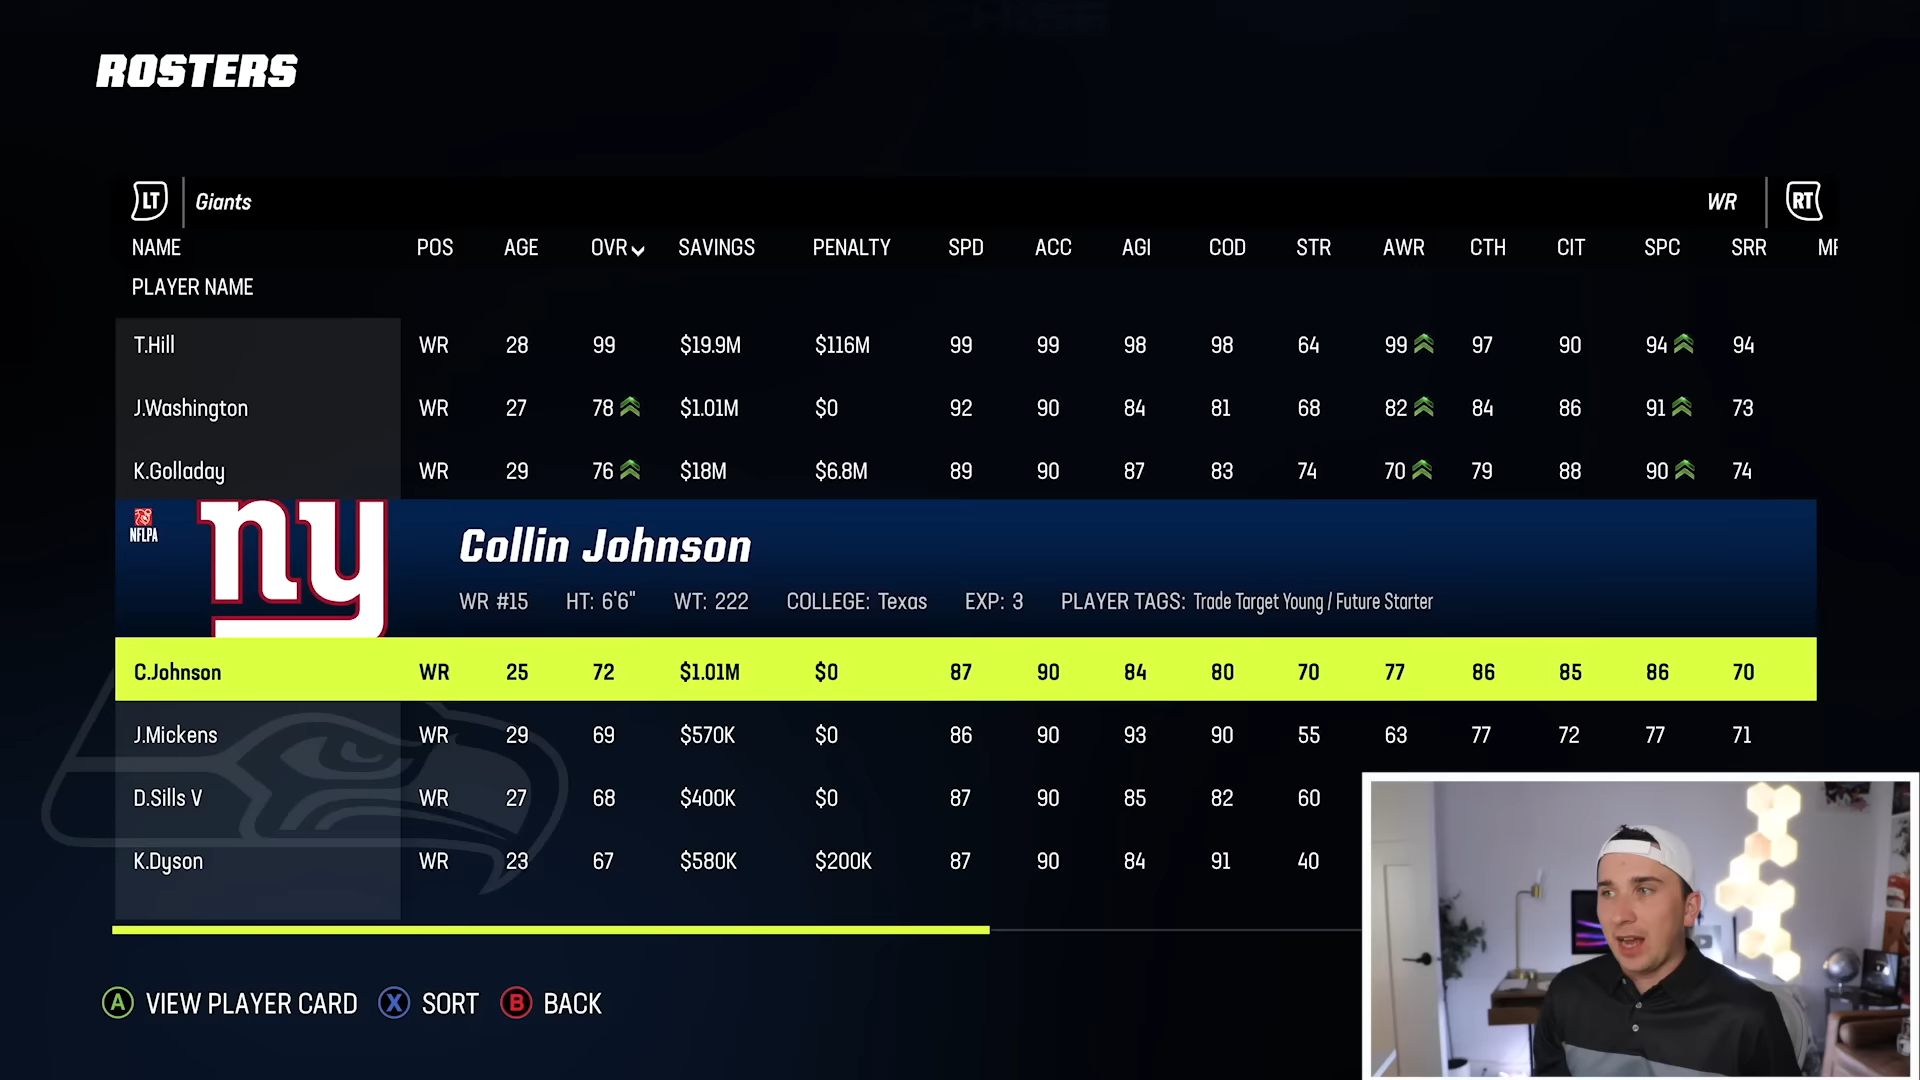 ROSTERS
LT Giants WR RT
NAME POS AGE OVR SAVINGS PENALTY SPD ACC AGI COD STR AWR CTH CIT SPC SRR
PLAYER NAME
T.Hill WR 28 99 $19.9M $116M 99 99 98 98 64 99 97 90 94 94
J.Washington WR 27 78 $1.01M $0 92 90 84 81 68 82 84 86 91 73
K.Golladay WR 29 76 $18M $6.8M 89 90 87 83 74 70 79 88 90 74
NFLPA
ny
Collin Johnson
WR #15 HT: 6'6" WT: 222 COLLEGE: Texas EXP: 3 PLAYER TAGS: Trade Target Young / Future Starter
C.Johnson WR 25 72 $1.01M $0 87 90 84 80 70 77 86 85 86 70
J.Mickens WR 29 69 $570K $0 86 90 93 90 55 63 77 72 77 71
D.Sills V WR 27 68 $400K $0 87 90 85 82 60
K.Dyson WR 23 67 $580K $200K 87 90 84 91 40
A VIEW PLAYER CARD X SORT B BACK